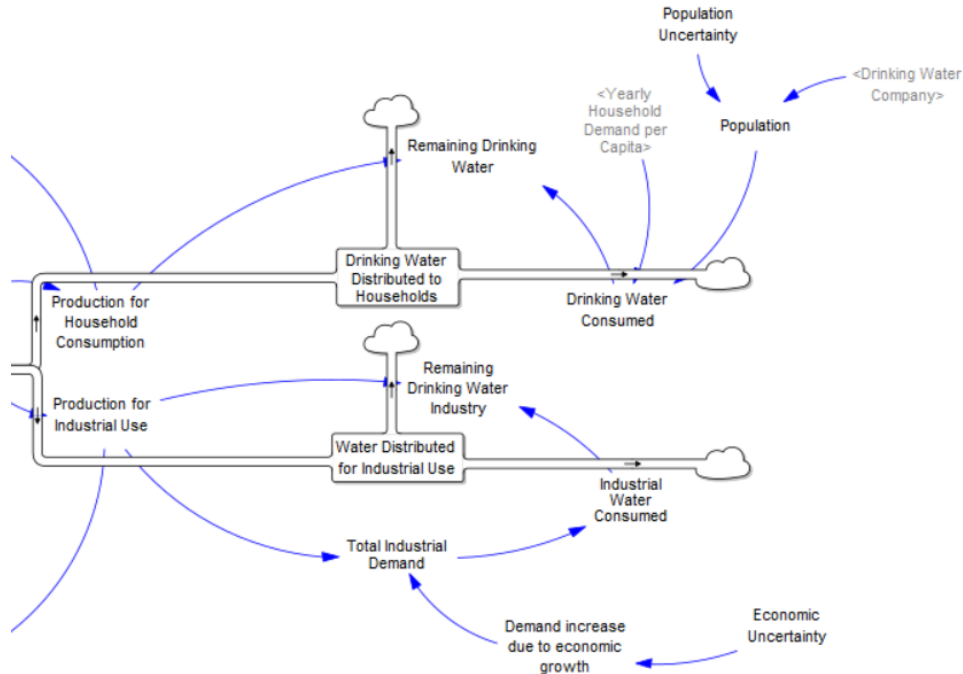 Population
Uncertainty
<Drinking Water
Company>
<Yearly
Household
Demand per
Capita>
Population
Remaining Drinking
Water
Drinking Water
Distributed to
Households
Production for
Household
Consumption
Drinking Water
Consumed
Remaining
Drinking Water
Industry
Production for
Industrial Use
Water Distributed
for Industrial Use
Industrial
Water
Consumed
Total Industrial
Demand
Demand increase
due to economic
growth
Economic
Uncertainty